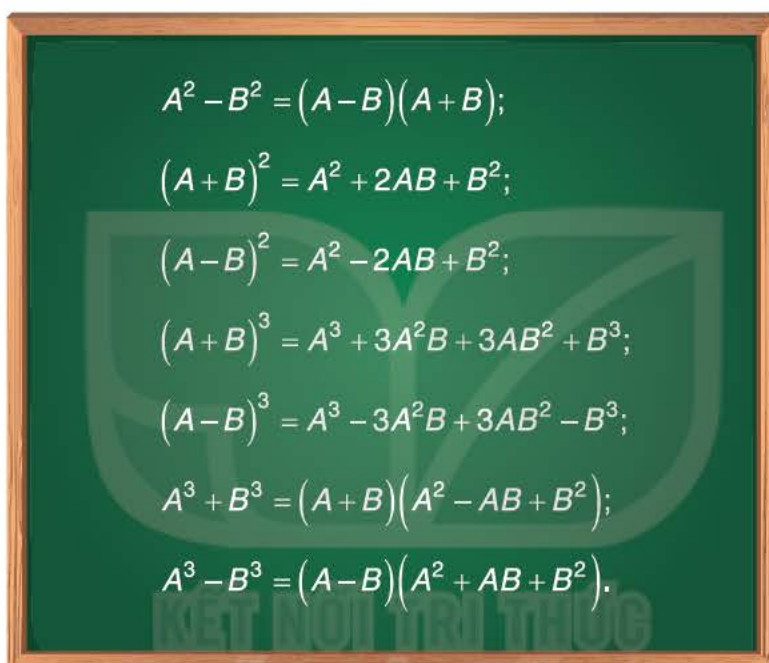 A² − B² = (A − B)(A + B);
(A + B)² = A² + 2AB + B²;
(A − B)² = A² − 2AB + B²;
(A + B)³ = A³ + 3A²B + 3AB² + B³;
(A − B)³ = A³ − 3A²B + 3AB² − B³;
A³ + B³ = (A + B)(A² − AB + B²);
A³ − B³ = (A − B)(A² + AB + B²).
KẾT NỐI TRI THỨC